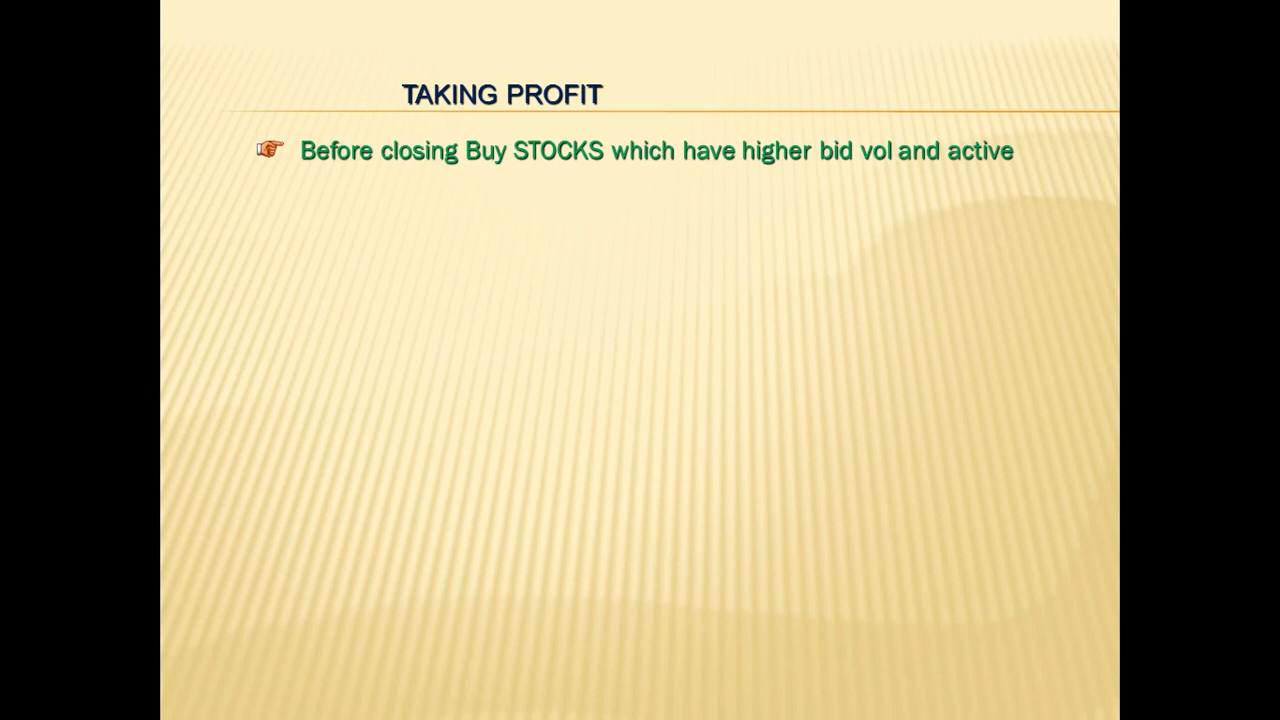 TAKING PROFIT
Before closing Buy STOCKS which have higher bid vol and active